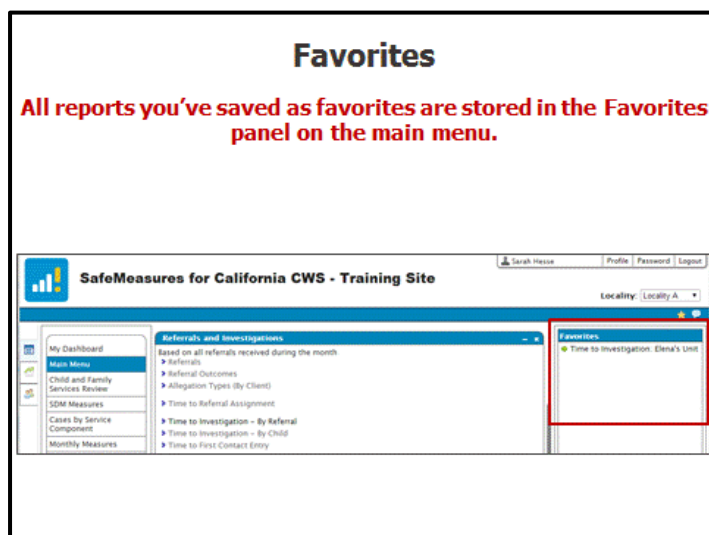 Favorites
All reports you've saved as favorites are stored in the Favorites
panel on the main menu.
Sarah Hesse
Profile
Password
Logout
SafeMeasures for California CWS - Training Site
Locality: Locality A
My Dashboard
Main Menu
Child and Family
Services Review
SDM Measures
Cases by Service
Component
Monthly Measures
Referrals and Investigations
Based on all referrals received during the month
Referrals
Referral Outcomes
Allegation Types (By Client)
Time to Referral Assignment
Time to Investigation - By Referral
Time to Investigation - By Child
Time to First Contact Entry
Favorites
Time to Investigation: Elena's Unit